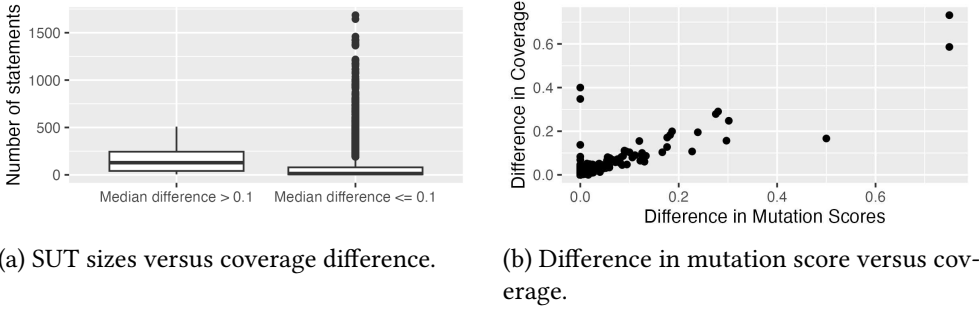 Number of statements
1500
1000
500
0
Median difference > 0.1
Median difference <= 0.1
(a) SUT sizes versus coverage difference.
Difference in Coverage
0.6
0.4
0.2
0.0
0.0
0.2
0.4
0.6
Difference in Mutation Scores
(b) Difference in mutation score versus cov-
erage.